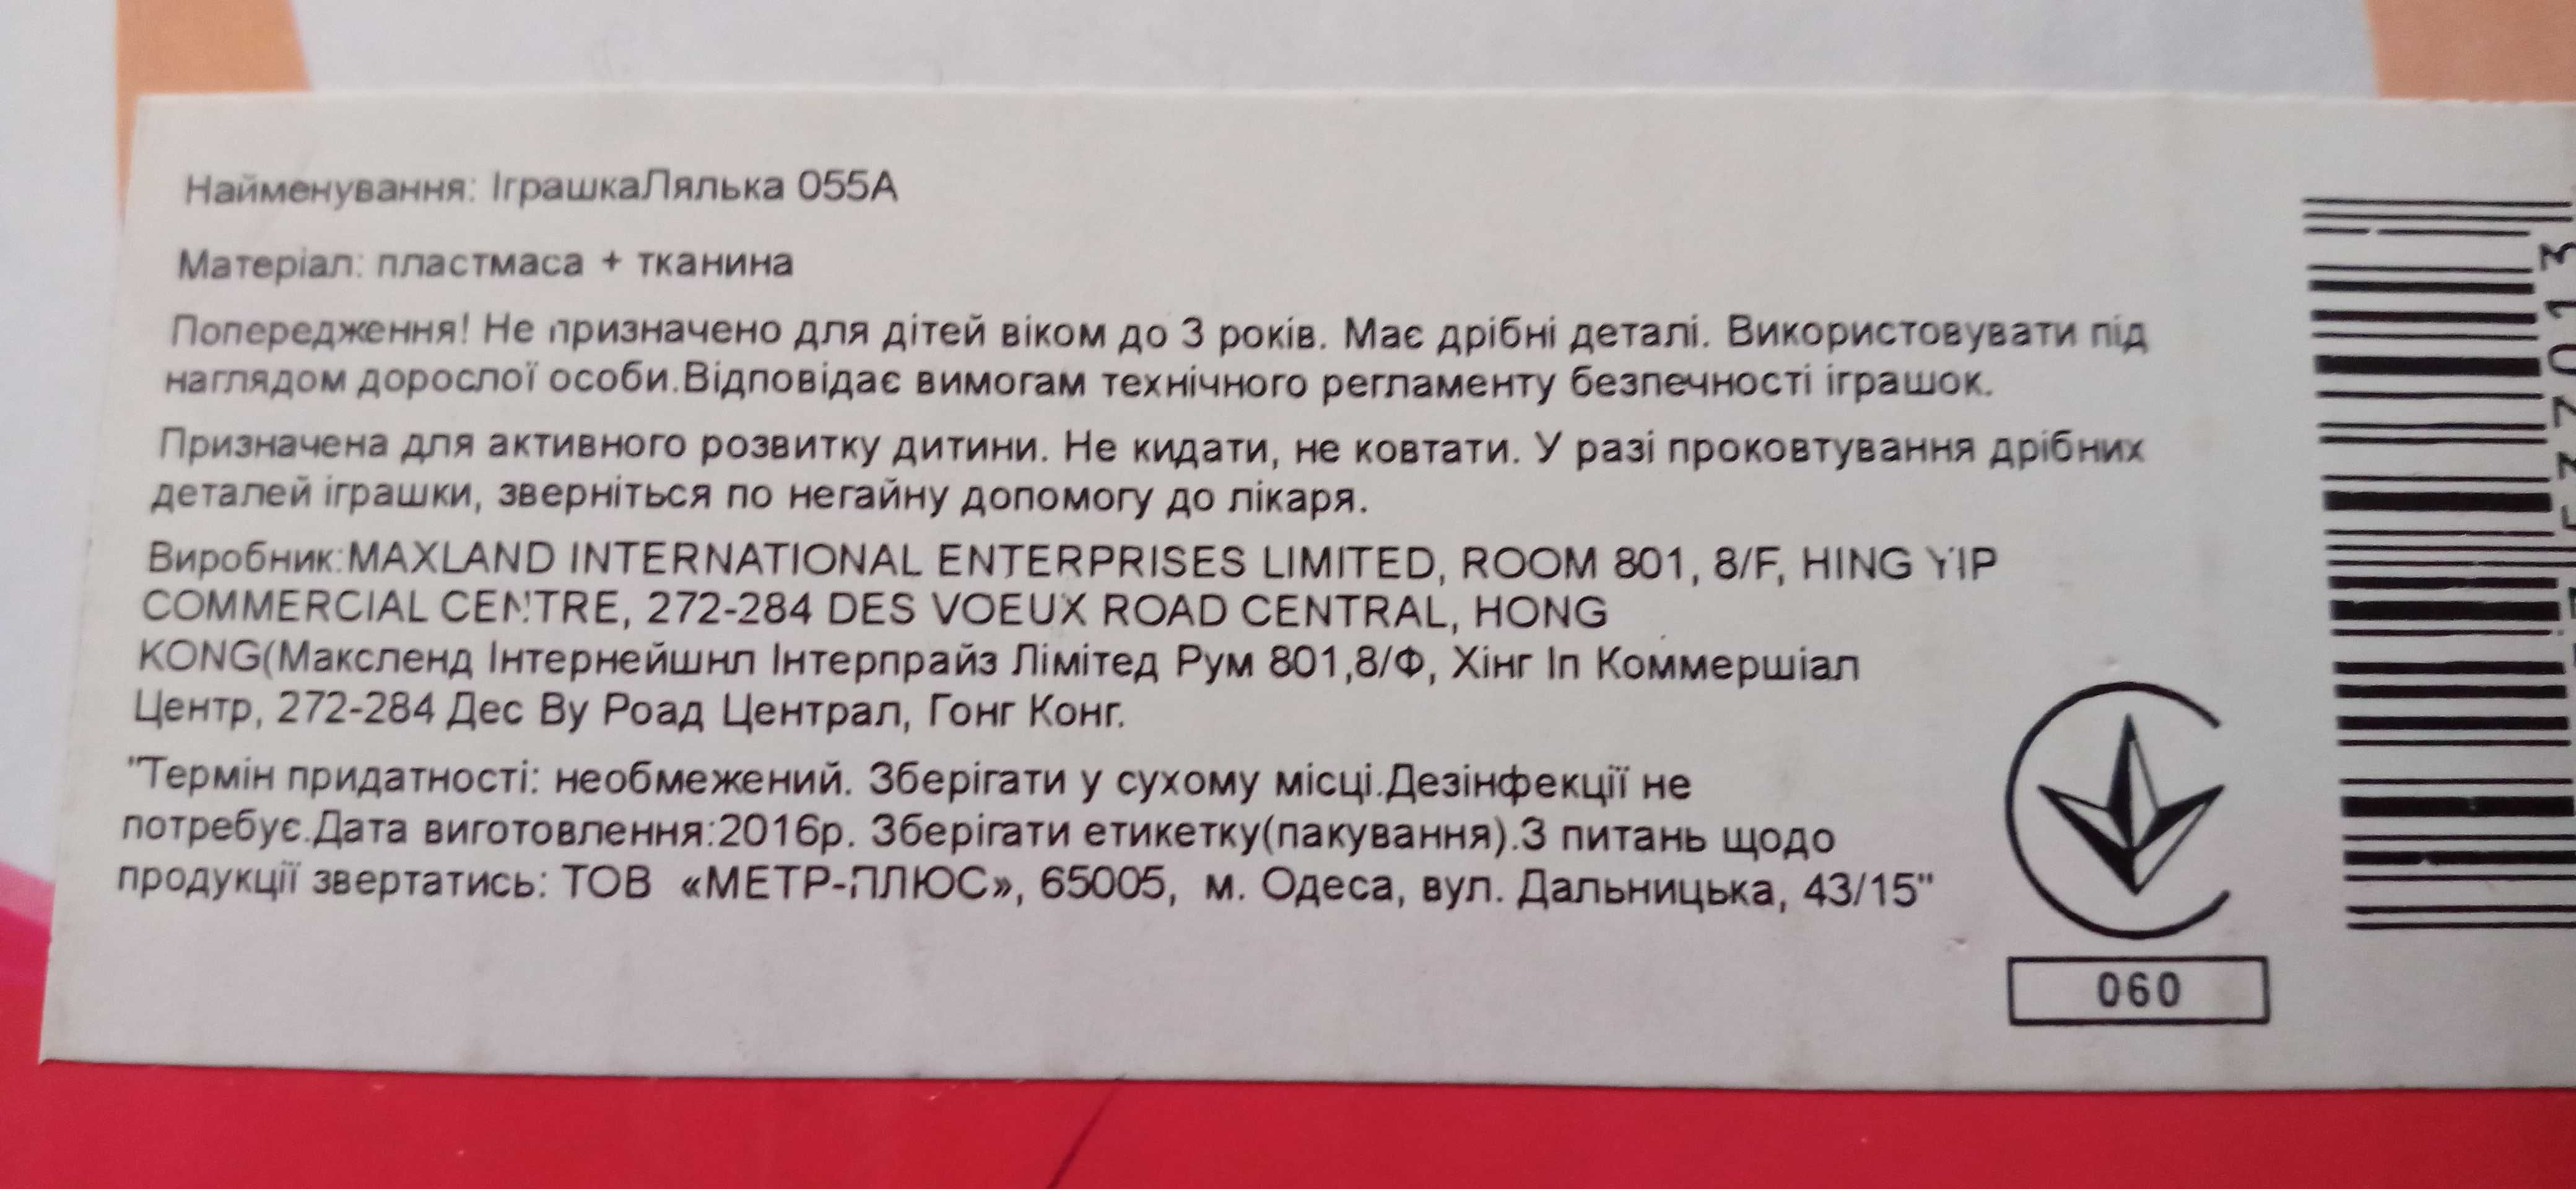 Найменування: ІграшкаЛялька 055A
Матеріал: пластмаса + тканина
Попередження! Не призначено для дітей віком до 3 років. Має дрібні деталі. Використовувати під
наглядом дорослої особи.Відповідає вимогам технічного регламенту безпечності іграшок.
Призначена для активного розвитку дитини. Не кидати, не ковтати. У разі проковтування дрібних
деталей іграшки, зверніться по негайну допомогу до лікаря.
Виробник:MAXLAND INTERNATIONAL ENTERPRISES LIMITED, ROOM 801, 8/F, HING YIP
COMMERCIAL CENTRE, 272-284 DES VOEUX ROAD CENTRAL, HONG
KONG(Максленд Інтернейшнл Інтерпрайз Лімітед Рум 801,8/Ф, Хінг Іп Коммершіал
Центр, 272-284 Дес Ву Роад Централ, Гонг Конг.
"Термін придатності: необмежений. Зберігати у сухому місці.Дезінфекції не
потребує.Дата виготовлення:2016р. Зберігати етикетку(пакування).З питань щодо
продукції звертатись: ТОВ «МЕТР-ПЛЮС», 65005, м. Одеса, вул. Дальницька, 43/15"
060